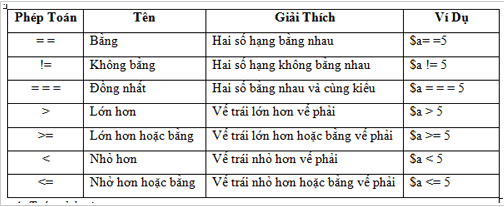 Phép Toán Tên Giải Thích Ví Dụ
= = Bằng Hai số hạng bằng nhau $a= =5
!= Không bằng Hai số hạng không bằng nhau $a != 5
= = = Đồng nhất Hai số bằng nhau và cùng kiểu $a = = = 5
> Lớn hơn Vế trái lớn hơn vế phải $a > 5
>= Lớn hơn hoặc bằng Vế trái lớn hơn hoặc bằng vế phải $a >= 5
< Nhỏ hơn Vế trái nhỏ hơn vế phải $a < 5
<= Nhở hơn hoặc bằng Vế trái nhỏ hơn hoặc bằng vế phải $a <= 5